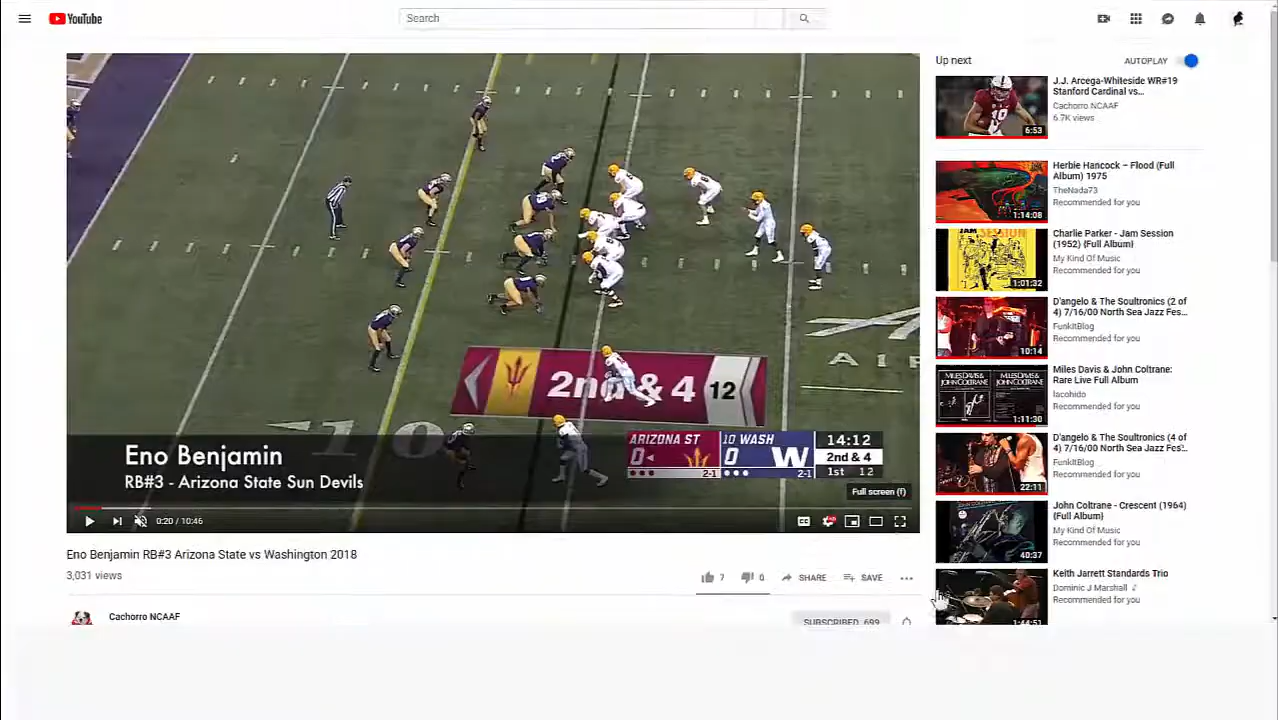 YouTube
Search
Up next
AUTOPLAY
J.J. Arcega-Whiteside WR#19
Stanford Cardinal vs...
Cachorro NCAAF
6.7K views
6:53
Herbie Hancock – Flood (Full
Album) 1975
TheNada73
Recommended for you
1:14:08
Charlie Parker - Jam Session
(1952) {Full Album}
My Kind Of Music
Recommended for you
1:01:32
D'angelo & The Soultronics (2 of
4) 7/16/00 North Sea Jazz Fes...
FunkItBlog
Recommended for you
10:14
Miles Davis & John Coltrane:
Rare Live Full Album
lacohido
Recommended for you
MILES DAVIS &
JOHN COLTRANE
1:11:30
D'angelo & The Soultronics (4 of
4) 7/16/00 North Sea Jazz Fes...
FunkItBlog
Recommended for you
22:11
John Coltrane - Crescent (1964)
{Full Album}
My Kind Of Music
Recommended for you
40:37
Keith Jarrett Standards Trio
Dominic J Marshall
Recommended for you
1:44:51
2nd & 4 12
Eno Benjamin
RB#3 - Arizona State Sun Devils
ARIZONA ST 10 WASH 14:12
0 0 W 2nd & 4
2-1 2-1 1st 12
Full screen (f)
0:20 / 10:46
Eno Benjamin RB#3 Arizona State vs Washington 2018
3,031 views
7 0 SHARE SAVE
Cachorro NCAAF
SUBSCRIBED 699